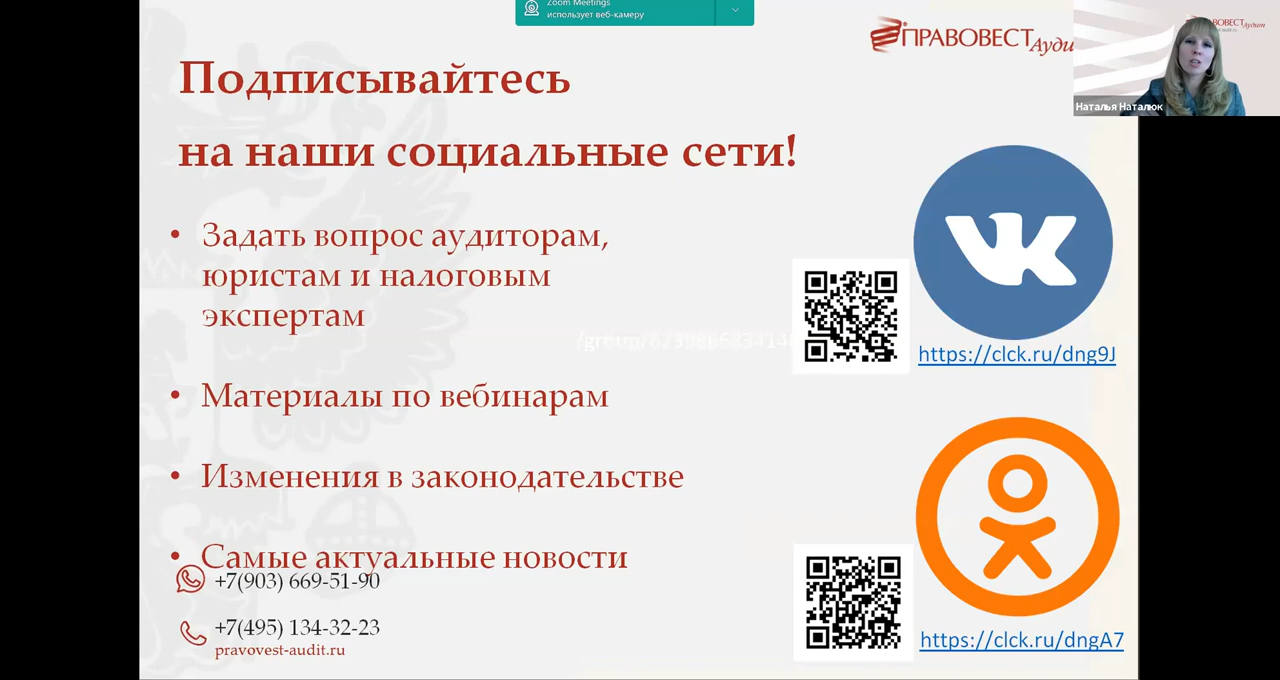 Zoom Meetings
использует веб-камеру
ПРАВОВЕСТ
Аудит
Наталья Наталюк
Подписывайтесь
на наши социальные сети!
• Задать вопрос аудиторам,
юристам и налоговым
экспертам
• Материалы по вебинарам
• Изменения в законодательстве
• Самые актуальные новости
https://clck.ru/dng9J
+7(903) 669-51-90
+7(495) 134-32-23
pravovest-audit.ru
https://clck.ru/dngA7